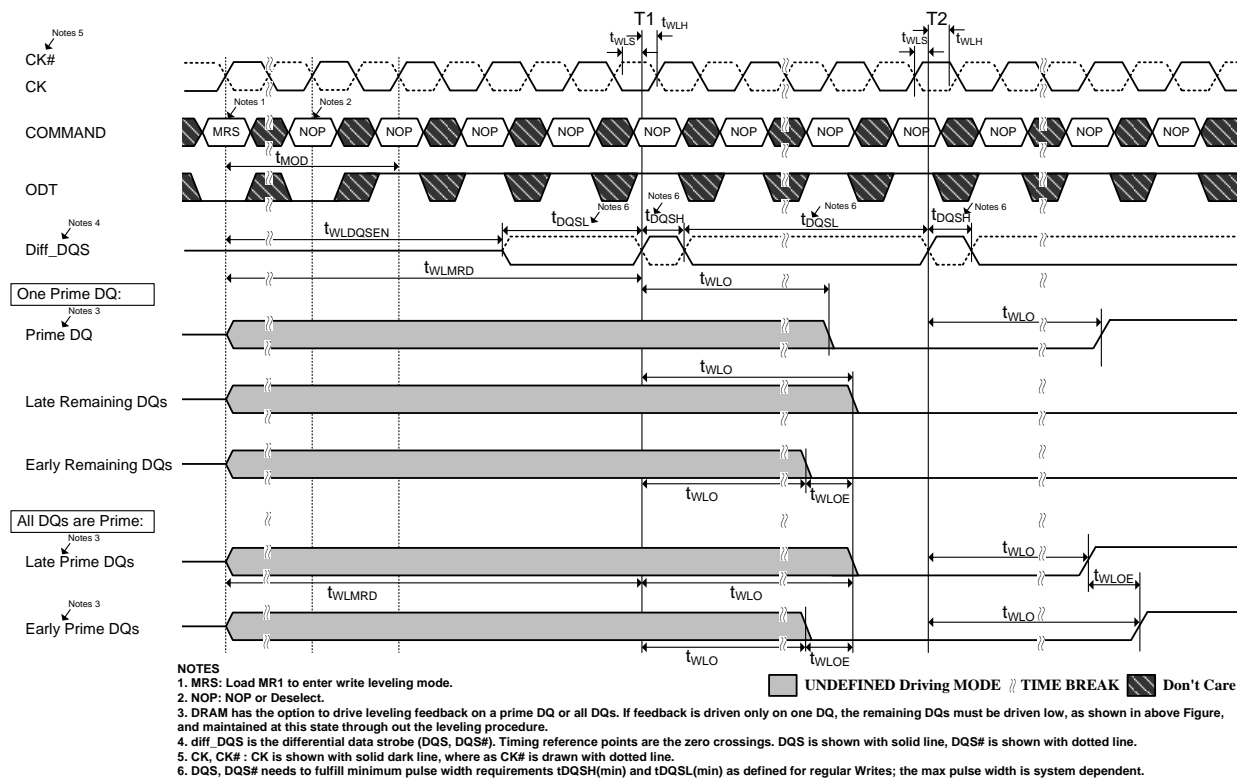 T1
T2
tWLS
tWLH
tWLS
tWLH
Notes 5
CK#
CK
Notes 1
Notes 2
COMMAND
MRS
NOP
NOP
NOP
NOP
NOP
NOP
NOP
NOP
NOP
NOP
NOP
tMOD
ODT
Notes 6
Notes 6
Notes 6
Notes 6
tDQSL
tDQSH
tDQSL
tDQSH
Notes 4
Diff_DQS
tWLDQSEN
tWLMRD
tWLO
One Prime DQ:
Notes 3
Prime DQ
tWLO
tWLO
Late Remaining DQs
Early Remaining DQs
tWLO
tWLOE
All DQs are Prime:
Notes 3
Late Prime DQs
tWLO
tWLMRD
tWLO
tWLOE
Notes 3
Early Prime DQs
tWLO
tWLO
tWLOE
NOTES
1. MRS: Load MR1 to enter write leveling mode.
UNDEFINED Driving MODE
TIME BREAK
Don't Care
2. NOP: NOP or Deselect.
3. DRAM has the option to drive leveling feedback on a prime DQ or all DQs. If feedback is driven only on one DQ, the remaining DQs must be driven low, as shown in above Figure,
and maintained at this state through out the leveling procedure.
4. diff_DQS is the differential data strobe (DQS, DQS#). Timing reference points are the zero crossings. DQS is shown with solid line, DQS# is shown with dotted line.
5. CK, CK# : CK is shown with solid dark line, where as CK# is drawn with dotted line.
6. DQS, DQS# needs to fulfill minimum pulse width requirements tDQSH(min) and tDQSL(min) as defined for regular Writes; the max pulse width is system dependent.